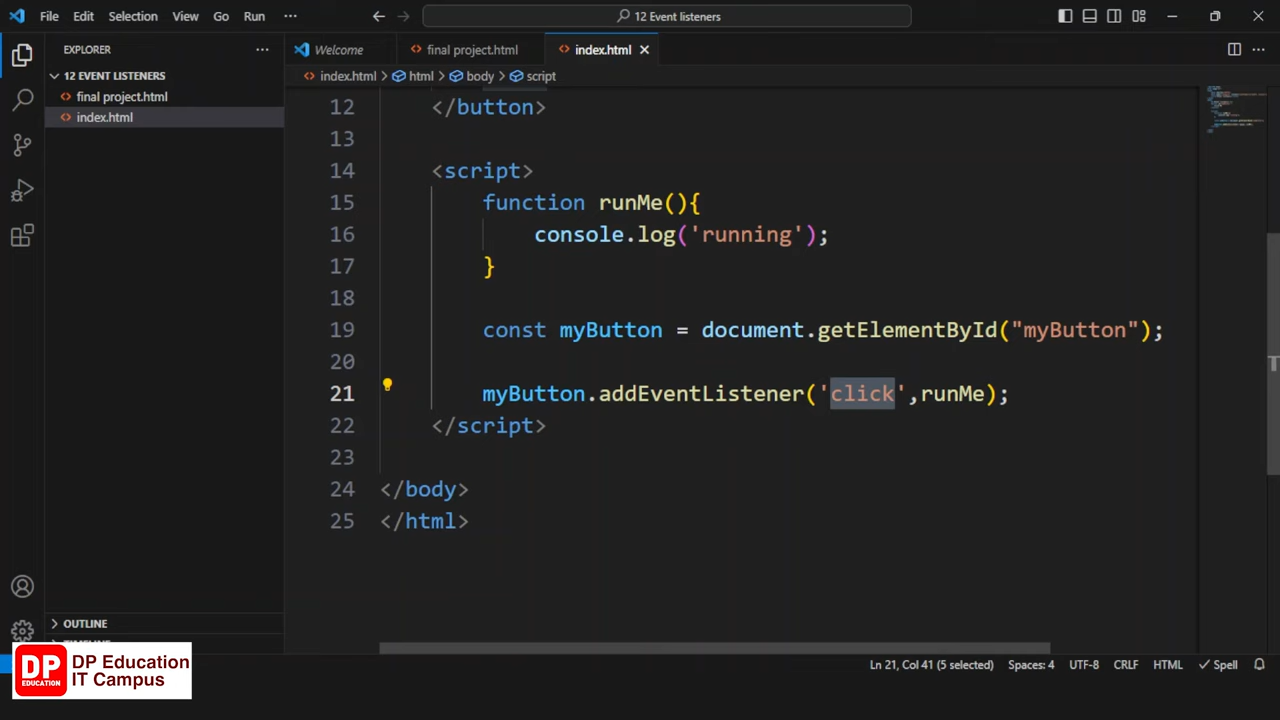 File Edit Selection View Go Run ··· 12 Event listeners
EXPLORER ···
Welcome final project.html index.html
12 EVENT LISTENERS
final project.html
index.html
index.html > html > body > script
12 </button>
13
14 <script>
15 function runMe(){
16 console.log('running');
17 }
18
19 const myButton = document.getElementById("myButton");
20
21 myButton.addEventListener('click',runMe);
22 </script>
23
24 </body>
25 </html>
OUTLINE
DP
EDUCATION
DP Education
IT Campus
Ln 21, Col 41 (5 selected) Spaces: 4 UTF-8 CRLF HTML Spell